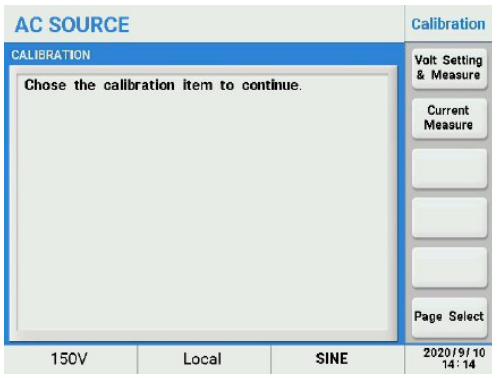 AC SOURCE
Calibration
CALIBRATION
Chose the calibration item to continue.
Volt Setting
& Measure
Current
Measure
Page Select
150V
Local
SINE
2020/9/10
14:14